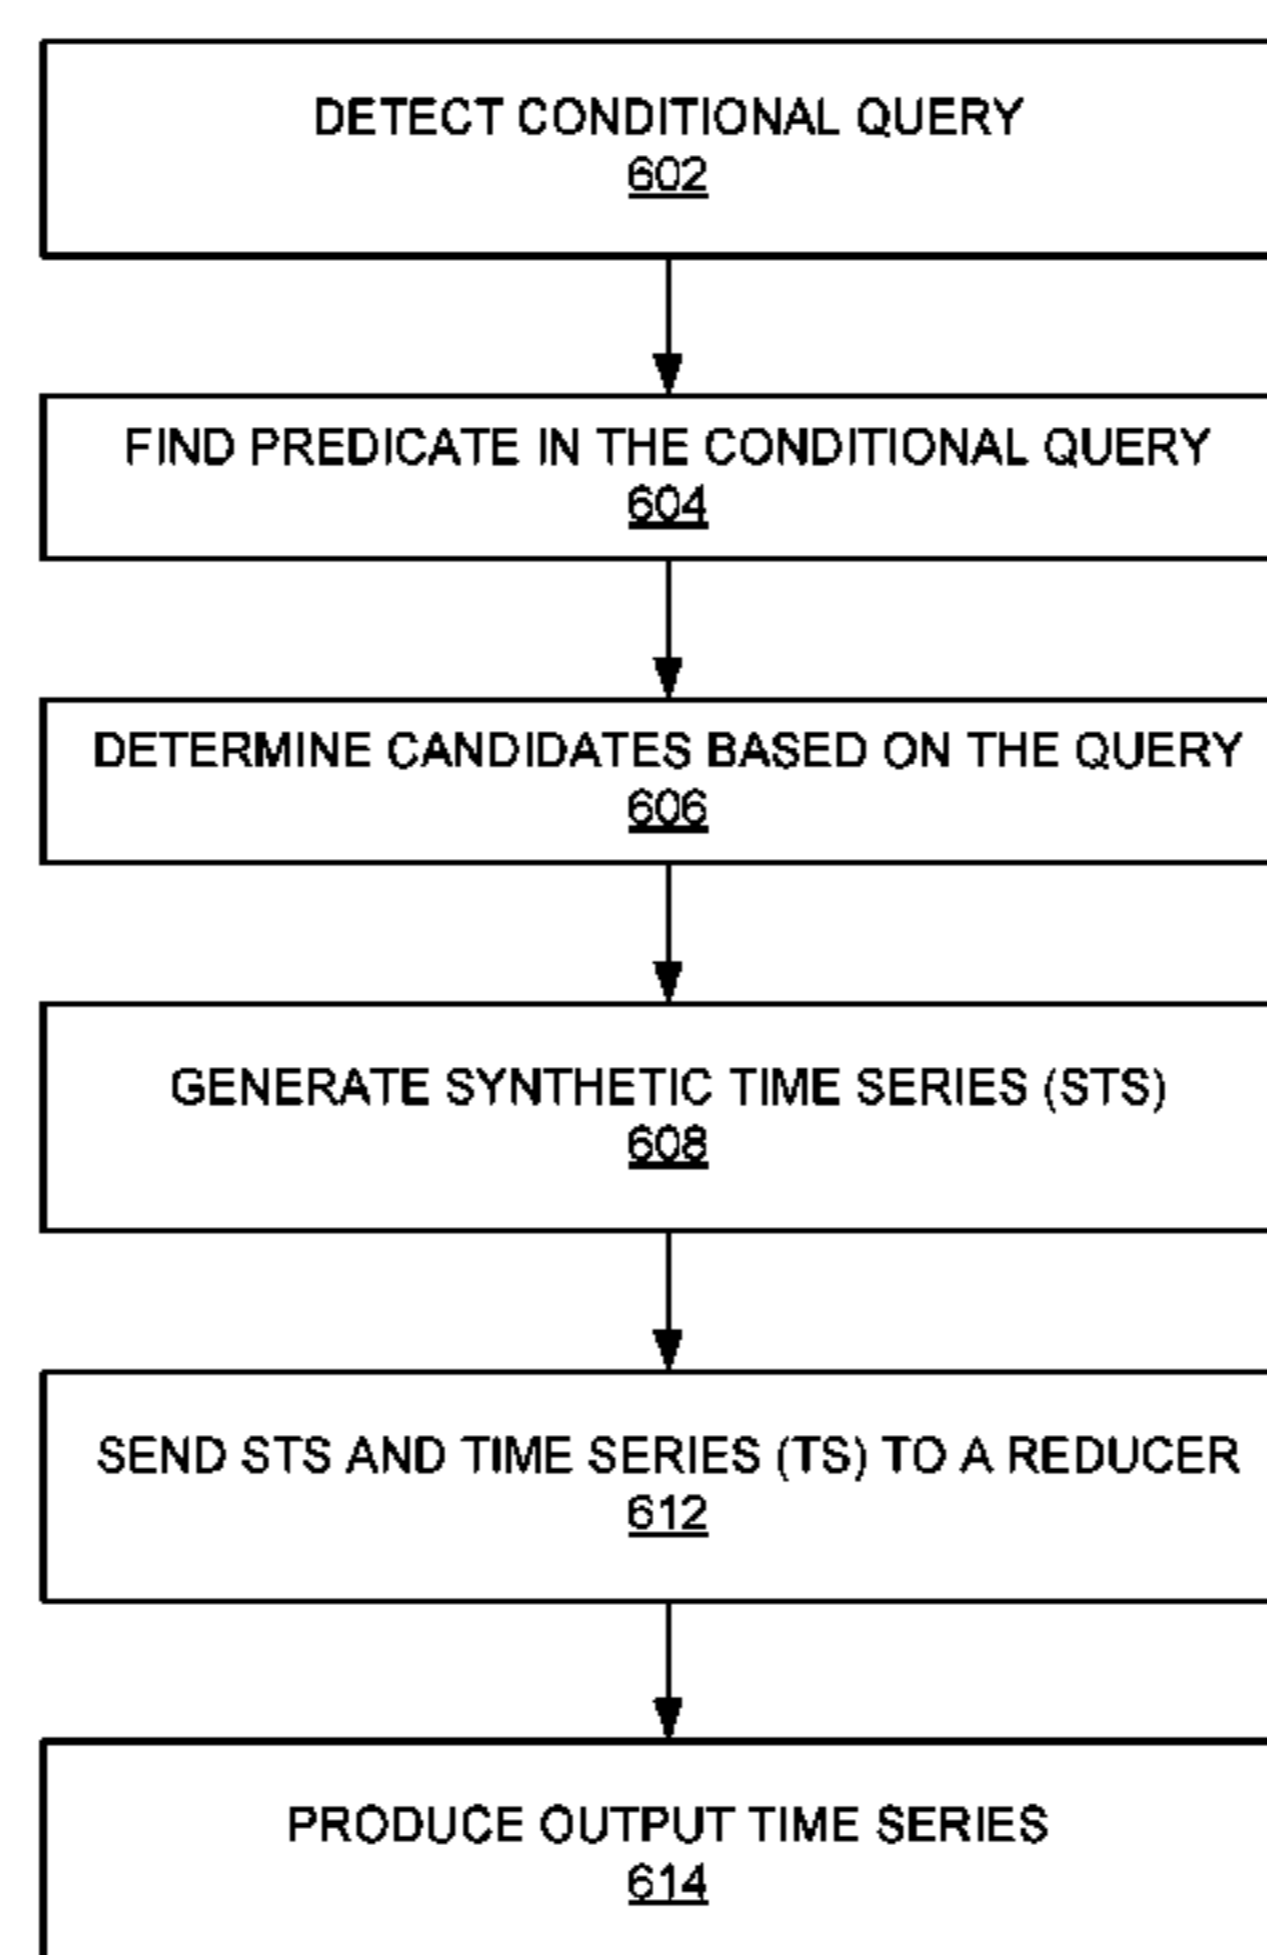 DETECT CONDITIONAL QUERY
602
FIND PREDICATE IN THE CONDITIONAL QUERY
604
DETERMINE CANDIDATES BASED ON THE QUERY
606
GENERATE SYNTHETIC TIME SERIES (STS)
608
SEND STS AND TIME SERIES (TS) TO A REDUCER
612
PRODUCE OUTPUT TIME SERIES
614